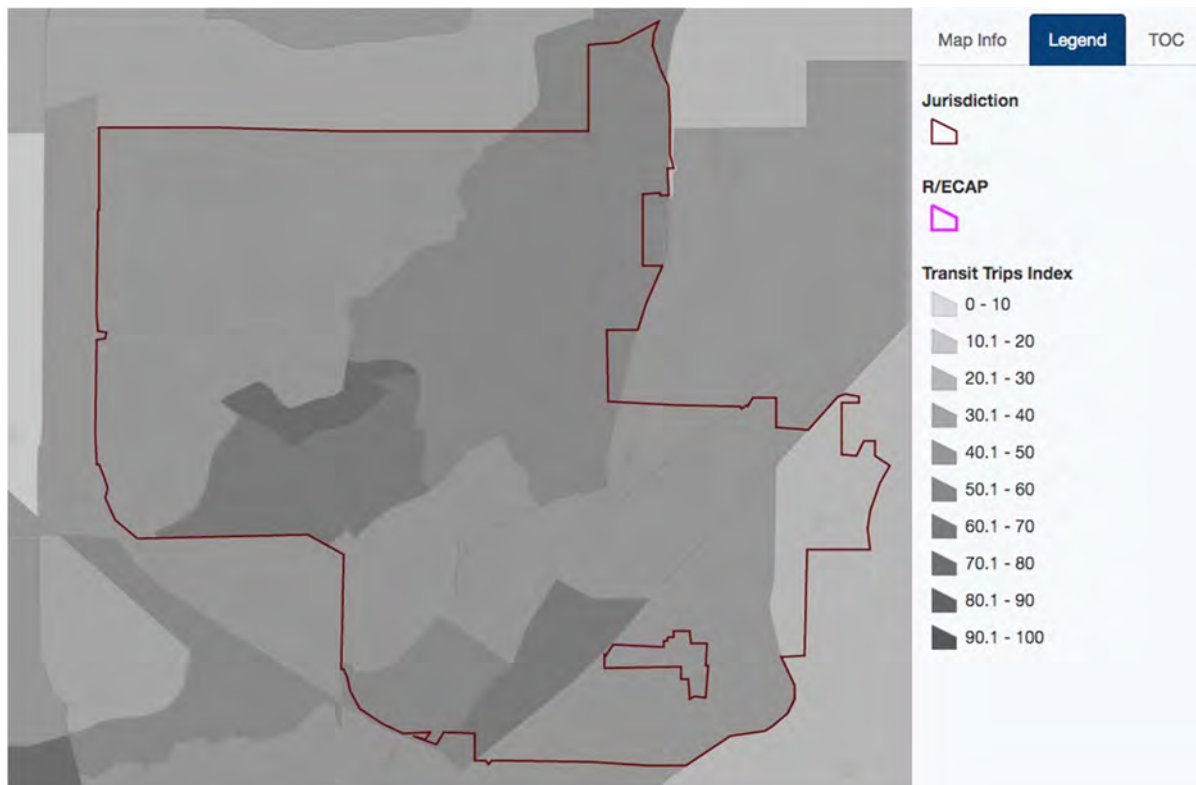 Map Info Legend TOC
Jurisdiction
R/ECAP
Transit Trips Index
0 - 10
10.1 - 20
20.1 - 30
30.1 - 40
40.1 - 50
50.1 - 60
60.1 - 70
70.1 - 80
80.1 - 90
90.1 - 100